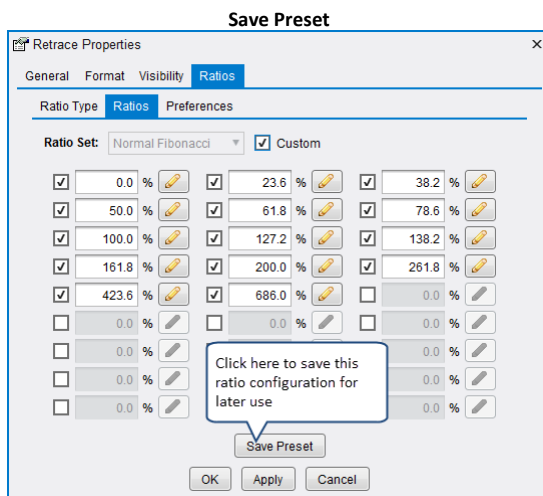 Save Preset
Retrace Properties
General Format Visibility Ratios
Ratio Type Ratios Preferences
Ratio Set: Normal Fibonacci Custom
0.0 % 23.6 % 38.2 %
50.0 % 61.8 % 78.6 %
100.0 % 127.2 % 138.2 %
161.8 % 200.0 % 261.8 %
423.6 % 686.0 % 0.0 %
0.0 % 0.0 % 0.0 %
0.0 % 0.0 %
0.0 % 0.0 %
0.0 % 0.0 %
Click here to save this
ratio configuration for
later use
Save Preset
OK Apply Cancel